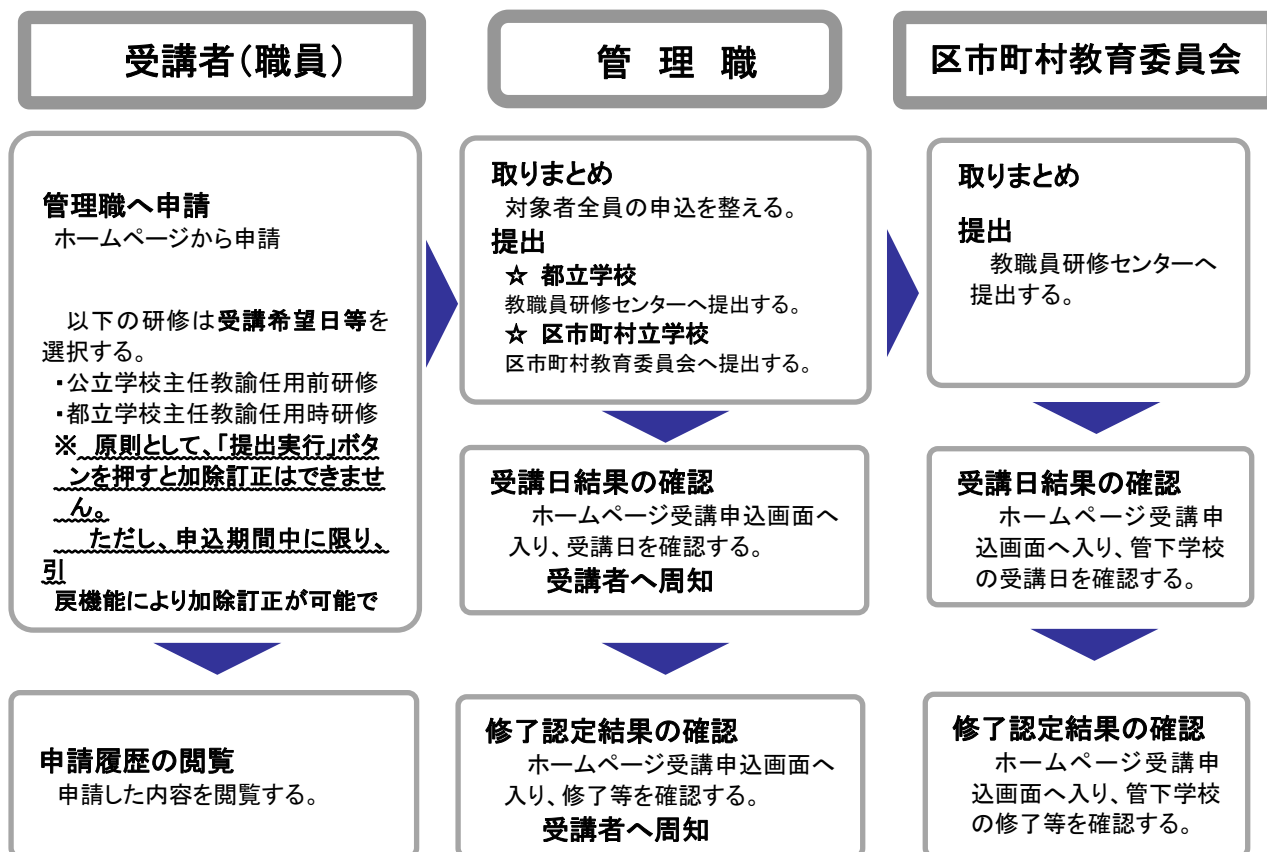 受講者(職員)
管 理 職
区市町村教育委員会
管理職へ申請
ホームページから申請
以下の研修は受講希望日等を
選択する。
・公立学校主任教諭任用前研修
・都立学校主任教諭任用時研修
※ 原則として、「提出実行」ボタ
ンを押すと加除訂正はできませ
ん。
ただし、申込期間中に限り、
引
戻機能により加除訂正が可能で
申請履歴の閲覧
申請した内容を閲覧する。
取りまとめ
対象者全員の申込を整える。
提出
☆ 都立学校
教職員研修センターへ提出する。
☆ 区市町村立学校
区市町村教育委員会へ提出する。
受講日結果の確認
ホームページ受講申込画面へ
入り、受講日を確認する。
受講者へ周知
修了認定結果の確認
ホームページ受講申込画面へ
入り、修了等を確認する。
受講者へ周知
取りまとめ
提出
教職員研修センターへ
提出する。
受講日結果の確認
ホームページ受講申
込画面へ入り、管下学校
の受講日を確認する。
修了認定結果の確認
ホームページ受講申
込画面へ入り、管下学校
の修了等を確認する。